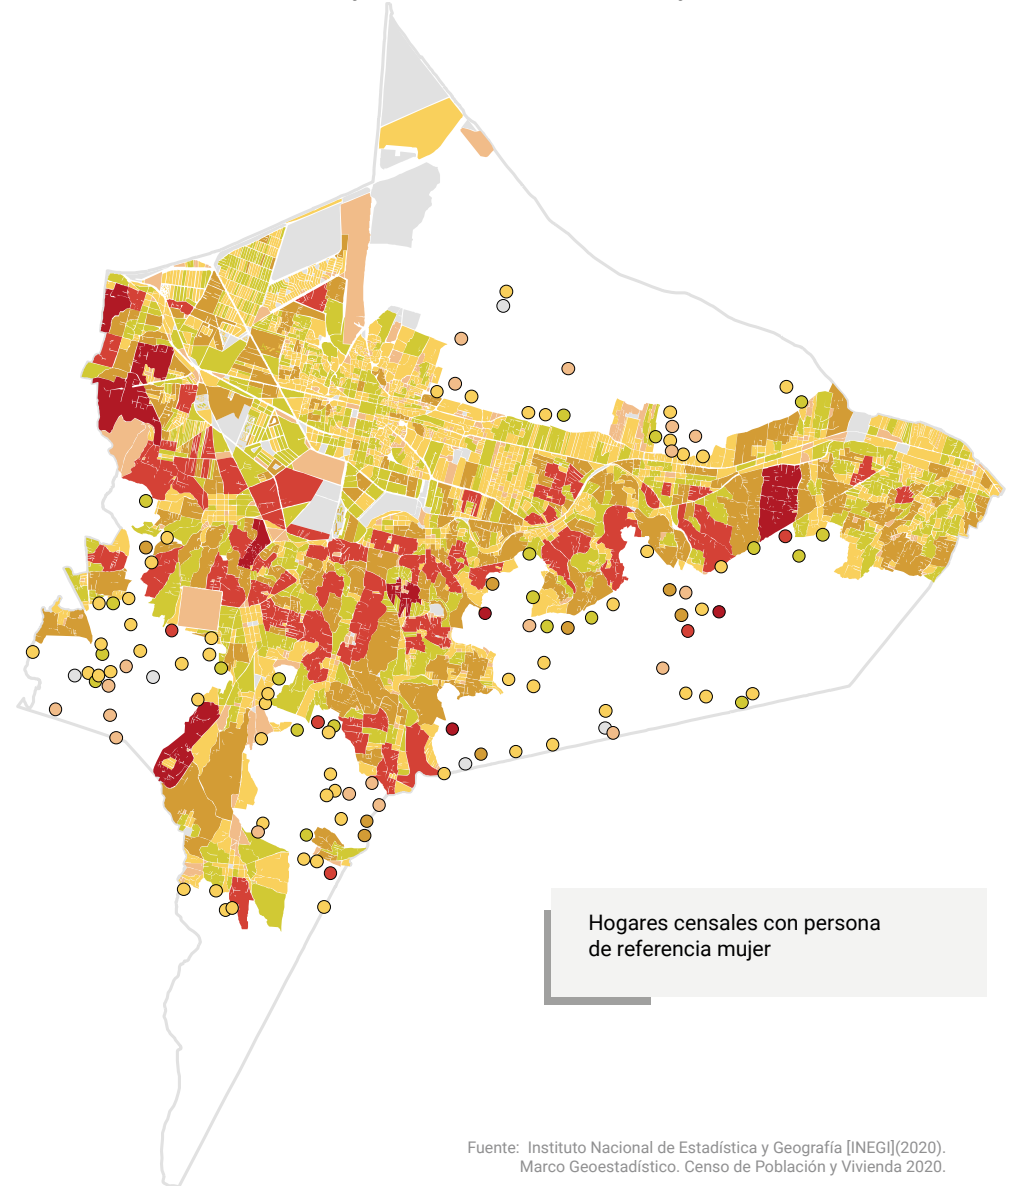 Hogares censales con persona
de referencia mujer
Fuente: Instituto Nacional de Estadística y Geografía [INEGI](2020).
Marco Geoestadístico. Censo de Población y Vivienda 2020.